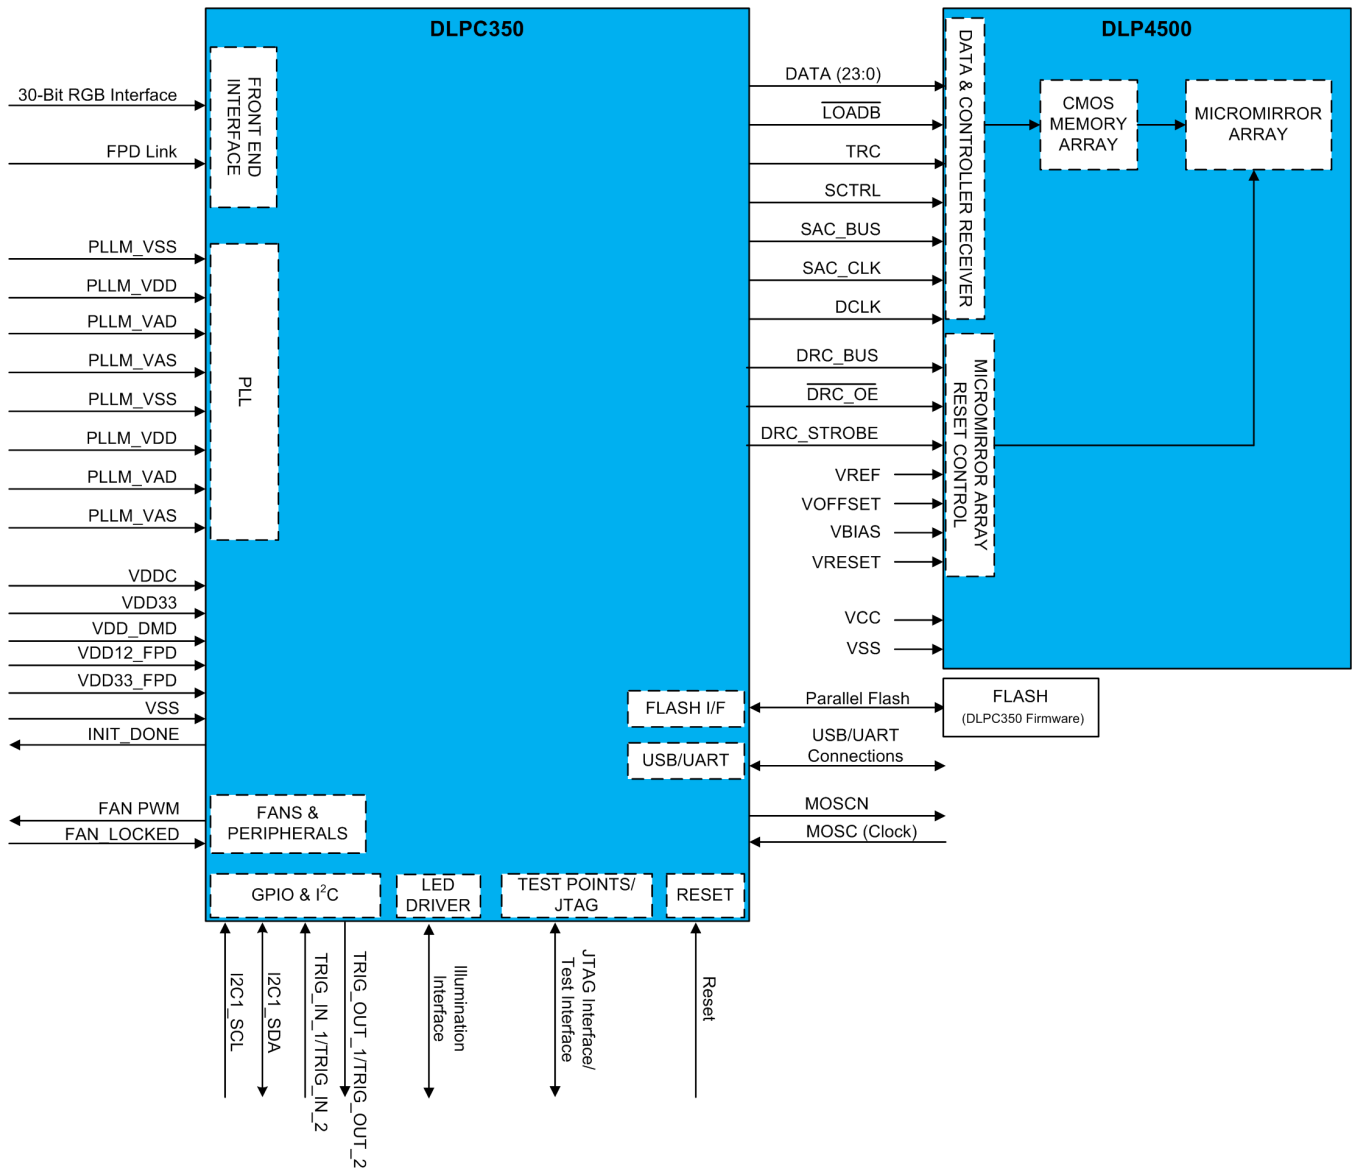 DLPC350
DLP4500
30-Bit RGB Interface
FPD Link
FRONT END
INTERFACE
PLLM_VSS
PLLM_VDD
PLLM_VAD
PLLM_VAS
PLLM_VSS
PLLM_VDD
PLLM_VAD
PLLM_VAS
PLL
VDDC
VDD33
VDD_DMD
VDD12_FPD
VDD33_FPD
VSS
INIT_DONE
FAN PWM
FAN_LOCKED
FANS &
PERIPHERALS
GPIO & I²C
LED
DRIVER
TEST POINTS/
JTAG
RESET
FLASH I/F
USB/UART
DATA (23:0)
LOADB
TRC
SCTRL
SAC_BUS
SAC_CLK
DCLK
DRC_BUS
DRC_OE
DRC_STROBE
VREF
VOFFSET
VBIAS
VRESET
VCC
VSS
DATA & CONTROLLER RECEIVER
CMOS
MEMORY
ARRAY
MICROMIRROR
ARRAY
MICROMIRROR ARRAY
RESET CONTROL
Parallel Flash
FLASH
(DLPC350 Firmware)
USB/UART
Connections
MOSCN
MOSC (Clock)
I2C1_SCL
I2C1_SDA
TRIG_IN_1/TRIG_IN_2
TRIG_OUT_1/TRIG_OUT_2
Illumination
Interface
JTAG Interface/
Test Interface
Reset